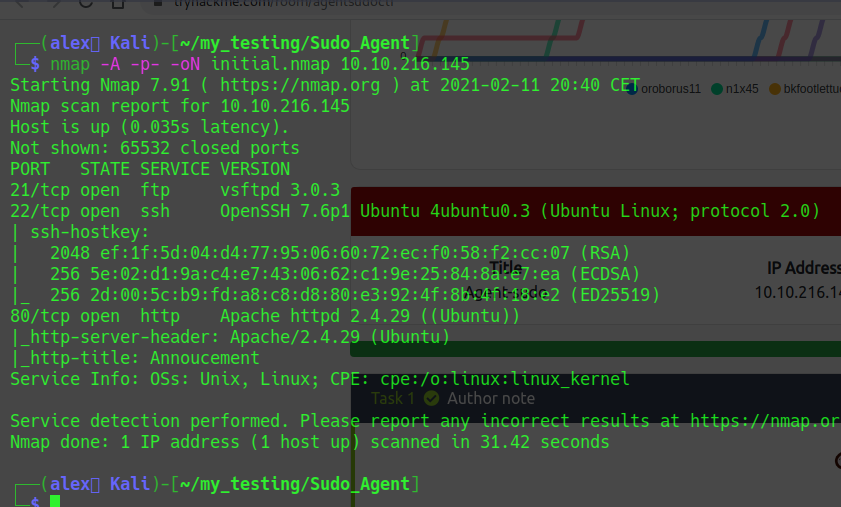 tryhackme.com/room/agentsudoctf
┌──(alex㉿ Kali)-[~/my_testing/Sudo_Agent]
└─$ nmap -A -p- -oN initial.nmap 10.10.216.145
Starting Nmap 7.91 ( https://nmap.org ) at 2021-02-11 20:40 CET
oroborus11 n1x45 bkfootlettu
Nmap scan report for 10.10.216.145
Host is up (0.035s latency).
Not shown: 65532 closed ports
PORT STATE SERVICE VERSION
21/tcp open ftp vsftpd 3.0.3
22/tcp open ssh OpenSSH 7.6p1 Ubuntu 4ubuntu0.3 (Ubuntu Linux; protocol 2.0)
| ssh-hostkey:
| 2048 ef:1f:5d:04:d4:77:95:06:60:72:ec:f0:58:f2:cc:07 (RSA)
| 256 5e:02:d1:9a:c4:e7:43:06:62:c1:9e:25:84:8a:e7:ea (ECDSA)
|_ 256 2d:00:5c:b9:fd:a8:c8:d8:80:e3:92:4f:8b:4f:18:e2 (ED25519)
Title IP Address
10.10.216.14
80/tcp open http Apache httpd 2.4.29 ((Ubuntu))
|_http-server-header: Apache/2.4.29 (Ubuntu)
|_http-title: Annoucement
Service Info: OSs: Unix, Linux; CPE: cpe:/o:linux:linux_kernel
Task 1 Author note
Service detection performed. Please report any incorrect results at https://nmap.or
Nmap done: 1 IP address (1 host up) scanned in 31.42 seconds
┌──(alex㉿ Kali)-[~/my_testing/Sudo_Agent]
└─$